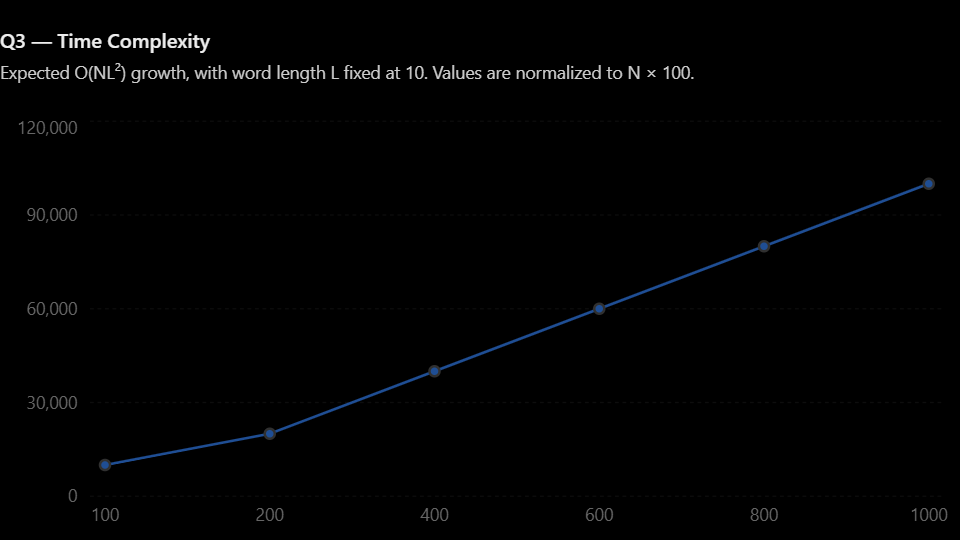 Q3 — Time Complexity
Expected O(NL²) growth, with word length L fixed at 10. Values are normalized to N × 100.
120,000
90,000
60,000
30,000
0
100 200 400 600 800 1000